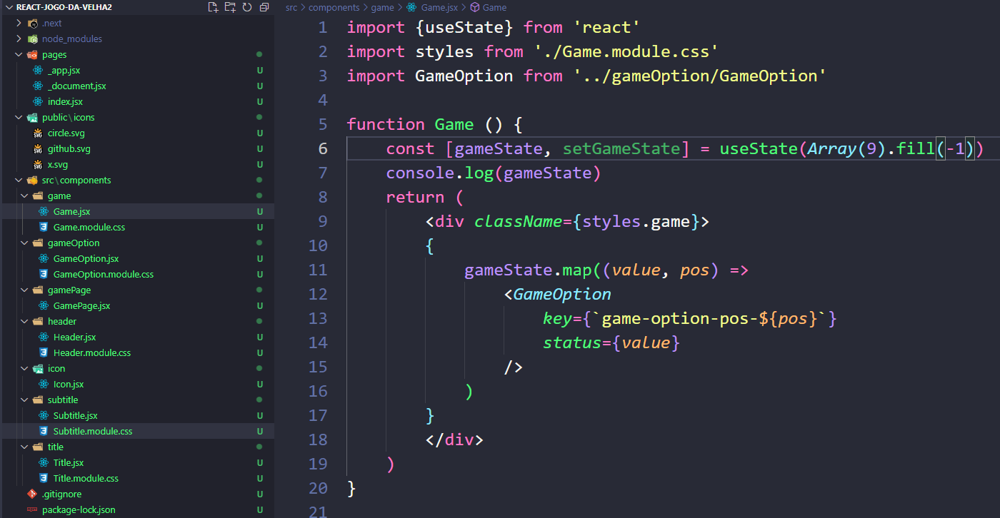 REACT-JOGO-DA-VELHA2
.next
node_modules
pages
_app.jsx U
_document.jsx U
index.jsx U
public\icons
circle.svg U
github.svg U
x.svg U
src\components
game
Game.jsx U
Game.module.css U
gameOption
GameOption.jsx U
GameOption.module.css U
gamePage
GamePage.jsx U
header
Header.jsx U
Header.module.css U
icon
Icon.jsx U
subtitle
Subtitle.jsx U
Subtitle.module.css U
title
Title.jsx U
Title.module.css U
.gitignore U
package-lock.json U
src > components > game > Game.jsx > Game
1 import {useState} from 'react'
2 import styles from './Game.module.css'
3 import GameOption from '../gameOption/GameOption'
4
5 function Game () {
6 const [gameState, setGameState] = useState(Array(9).fill(-1))
7 console.log(gameState)
8 return (
9 <div className={styles.game}>
10 {
11 gameState.map((value, pos) =>
12 <GameOption
13 key={`game-option-pos-${pos}`}
14 status={value}
15 />
16 )
17 }
18 </div>
19 )
20 }
21